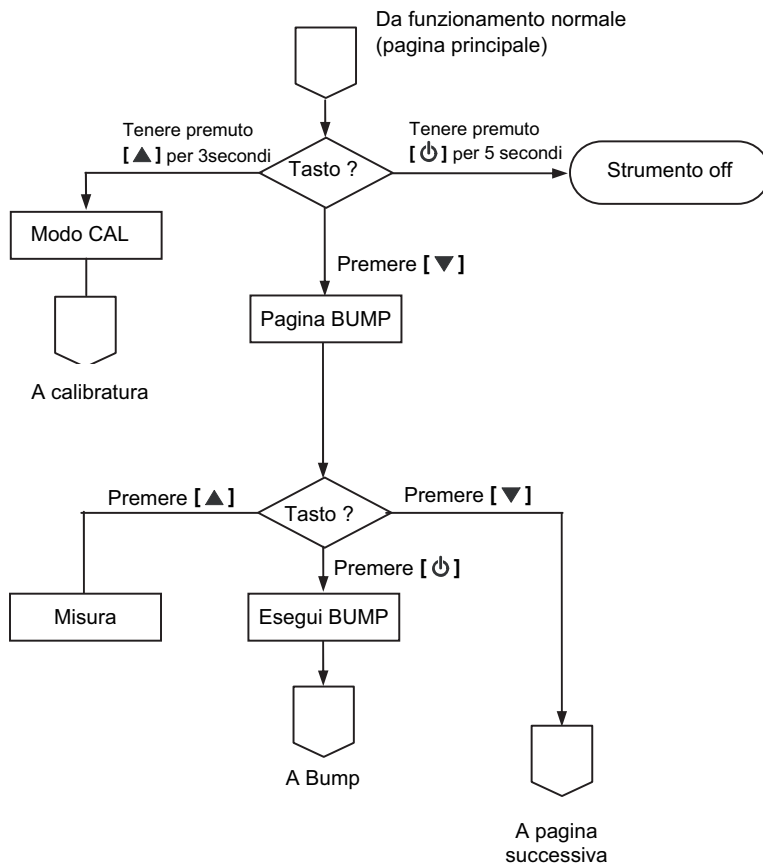 Da funzionamento normale
(pagina principale)
Tenere premuto
[▲] per 3secondi
Tasto ?
Tenere premuto
[⏻] per 5 secondi
Strumento off
Modo CAL
Premere [▼]
Pagina BUMP
A calibratura
Premere [▲]
Tasto ?
Premere [▼]
Premere [⏻]
Misura
Esegui BUMP
A Bump
A pagina
successiva